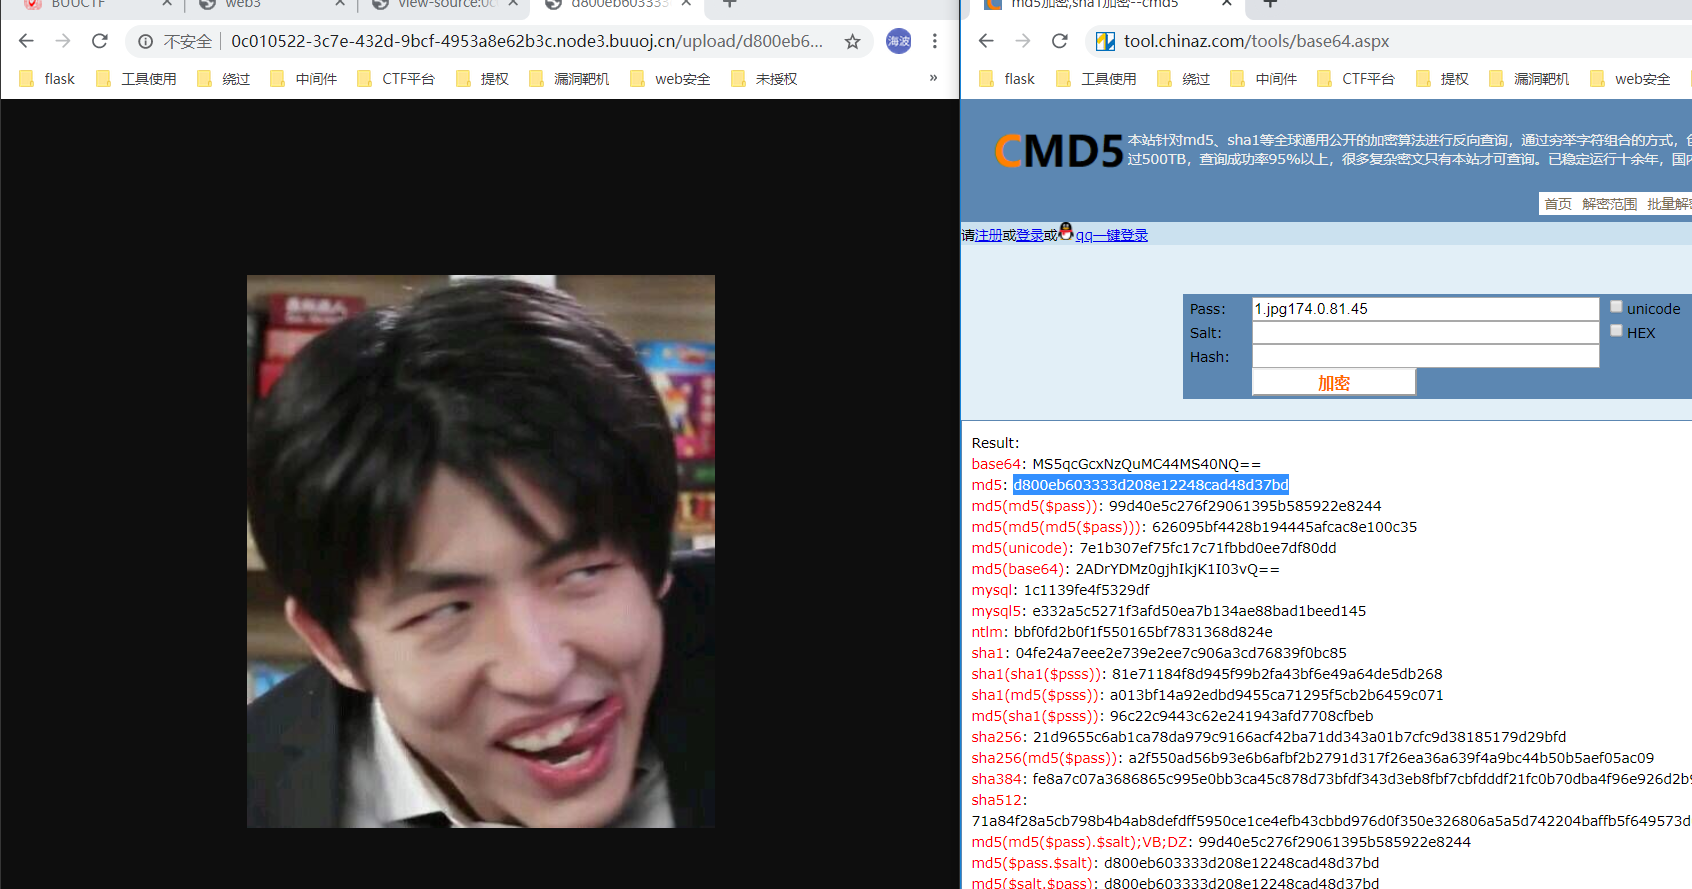 BUUCTF
web3
view-source:0c
d800eb603333
不安全
0c010522-3c7e-432d-9bcf-4953a8e62b3c.node3.buuoj.cn/upload/d800eb6...
海波
flask
工具使用
绕过
中间件
CTF平台
提权
漏洞靶机
web安全
未授权
»
md5加密,sha1加密--cmd5
tool.chinaz.com/tools/base64.aspx
flask
工具使用
绕过
中间件
CTF平台
提权
漏洞靶机
web安全
CMD5
本站针对md5、sha1等全球通用公开的加密算法进行反向查询，通过穷举字符组合的方式，
过500TB，查询成功率95%以上，很多复杂密文只有本站才可查询。已稳定运行十余年，国内
首页 解密范围 批量解密
请注册或登录或qq一键登录
Pass: 1.jpg174.0.81.45 unicode
Salt: HEX
Hash:
加密
Result:
base64: MS5qcGcxNzQuMC44MS40NQ==
md5: d800eb603333d208e12248cad48d37bd
md5(md5($pass)): 99d40e5c276f29061395b585922e8244
md5(md5(md5($pass))): 626095bf4428b194445afcac8e100c35
md5(unicode): 7e1b307ef75fc17c71fbbd0ee7df80dd
md5(base64): 2ADrYDMz0gjhIkjK1I03vQ==
mysql: 1c1139fe4f5329df
mysql5: e332a5c5271f3afd50ea7b134ae88bad1beed145
ntlm: bbf0fd2b0f1f550165bf7831368d824e
sha1: 04fe24a7eee2e739e2ee7c906a3cd76839f0bc85
sha1(sha1($psss)): 81e71184f8d945f99b2fa43bf6e49a64de5db268
sha1(md5($psss)): a013bf14a92edbd9455ca71295f5cb2b6459c071
md5(sha1($psss)): 96c22c9443c62e241943afd7708cfbeb
sha256: 21d9655c6ab1ca78da979c9166acf42ba71dd343a01b7cfc9d38185179d29bfd
sha256(md5($pass)): a2f550ad56b93e6b6afbf2b2791d317f26ea36a639f4a9bc44b50b5aef05ac09
sha384: fe8a7c07a3686865c995e0bb3ca45c878d73bfdf343d3eb8fbf7cbfdddf21fc0b70dba4f96e926d2b9
sha512:
71a84f28a5cb798b4b4ab8defdff5950ce1ce4efb43cbbd976d0f350e326806a5a5d742204baffb5f649573d
md5(md5($pass).$salt);VB;DZ: 99d40e5c276f29061395b585922e8244
md5($pass.$salt): d800eb603333d208e12248cad48d37bd
md5($salt.$pass): d800eb603333d208e12248cad48d37bd